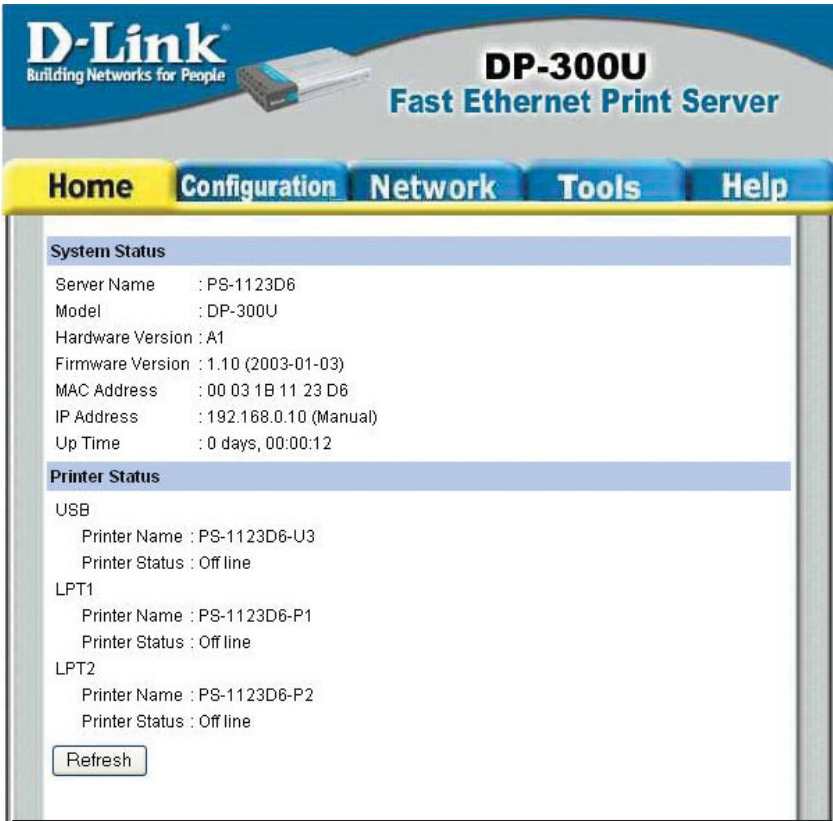 D-Link
Building Networks for People
DP-300U
Fast Ethernet Print Server
Home Configuration Network Tools Help
System Status
Server Name : PS-1123D6
Model : DP-300U
Hardware Version : A1
Firmware Version : 1.10 (2003-01-03)
MAC Address : 00 03 1B 11 23 D6
IP Address : 192.168.0.10 (Manual)
Up Time : 0 days, 00:00:12
Printer Status
USB
Printer Name : PS-1123D6-U3
Printer Status : Off line
LPT1
Printer Name : PS-1123D6-P1
Printer Status : Off line
LPT2
Printer Name : PS-1123D6-P2
Printer Status : Off line
Refresh